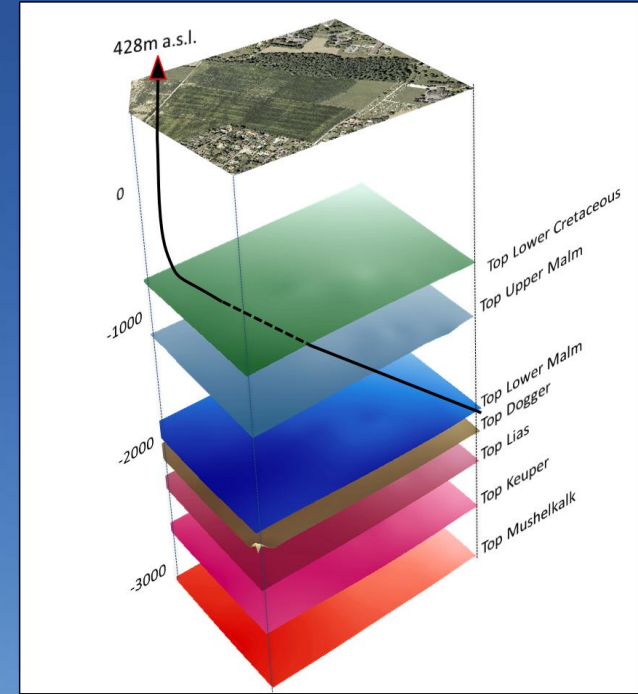 428m a.s.l.
0
Top Lower Cretaceous
Top Upper Malm
-1000
Top Lower Malm
Top Dogger
-2000
Top Lias
Top Keuper
Top Mushelkalk
-3000